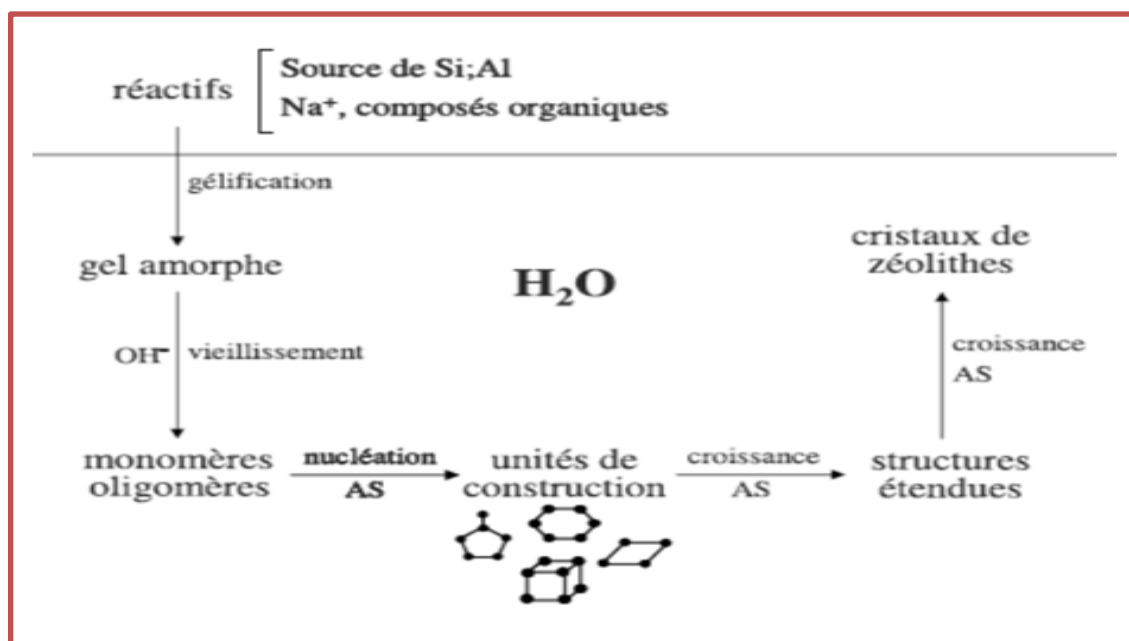 réactifs
Source de Si;Al
Na⁺, composés organiques
gélification
gel amorphe
H₂O
OH⁻ vieillissement
monomères
oligomères
nucléation
AS
unités de
construction
croissance
AS
structures
étendues
croissance
AS
cristaux de
zéolithes